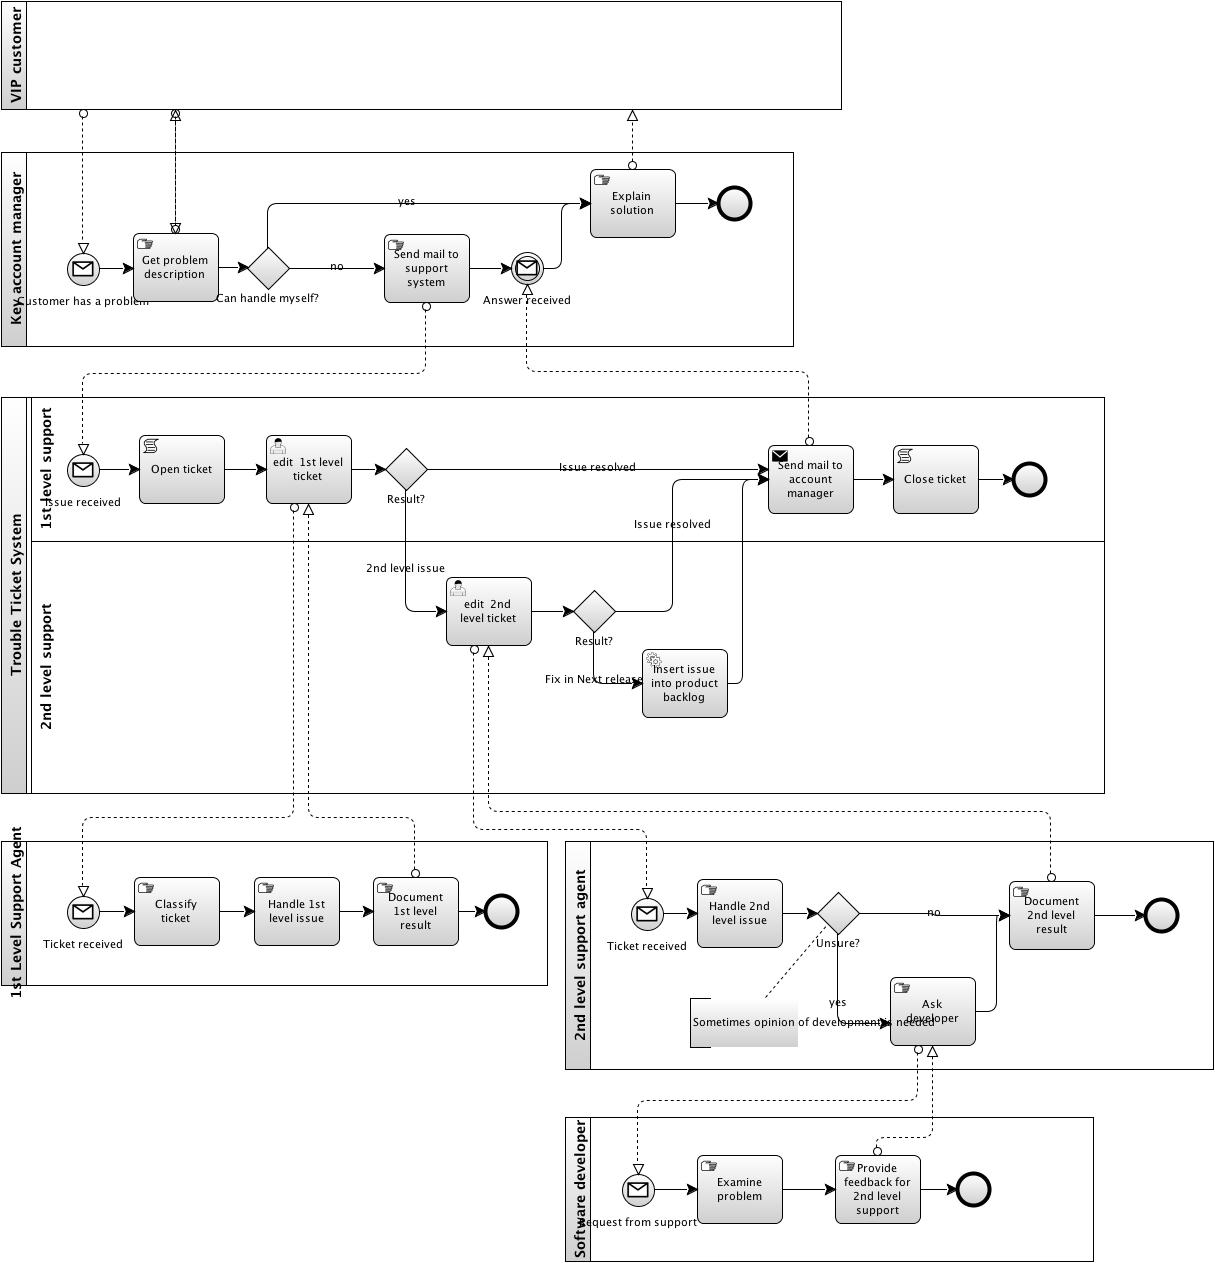 VIP customer
Key account manager
yes
Explain
solution
Get problem
description
Customer has a problem
Can handle myself?
no
Send mail to
support
system
Answer received
Trouble Ticket System
1st level support
Issue received
Open ticket
edit 1st level
ticket
Result?
Issue resolved
Send mail to
account
manager
Close ticket
Issue resolved
2nd level support
2nd level issue
edit 2nd
level ticket
Result?
Fix in Next release
Insert issue
into product
backlog
1st Level Support Agent
Ticket received
Classify
ticket
Handle 1st
level issue
Document
1st level
result
2nd level support agent
Ticket received
Handle 2nd
level issue
Unsure?
no
Document
2nd level
result
yes
Ask
developer
Sometimes opinion of development is needed
Software developer
Request from support
Examine
problem
Provide
feedback for
2nd level
support